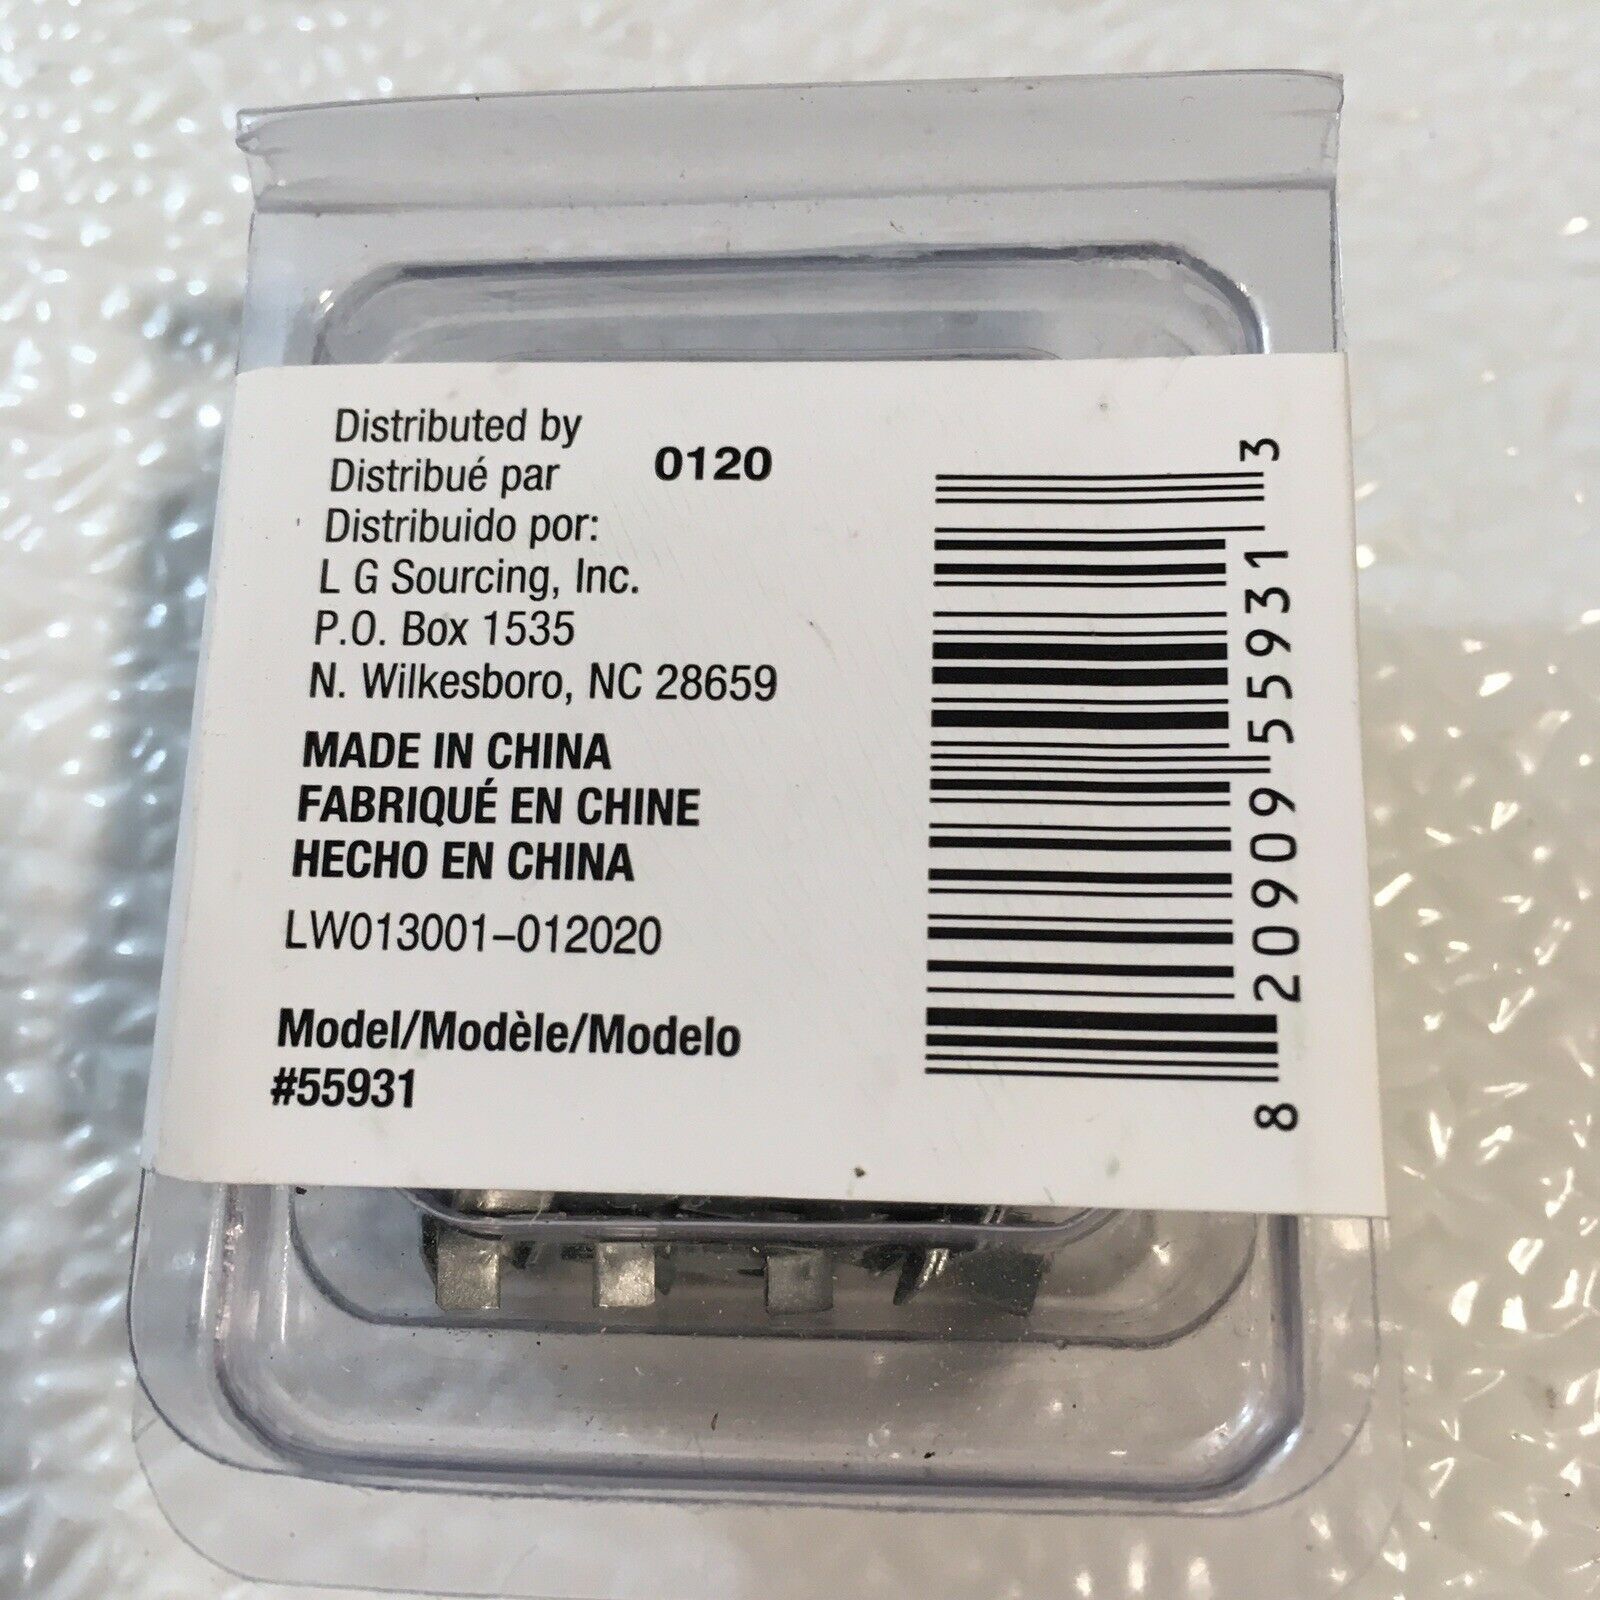 Distributed by
Distribué par
0120
Distribuido por:
L G Sourcing, Inc.
P.O. Box 1535
N. Wilkesboro, NC 28659
MADE IN CHINA
FABRIQUÉ EN CHINE
HECHO EN CHINA
LW013001–012020
Model/Modèle/Modelo
#55931
8 20909 55931 3